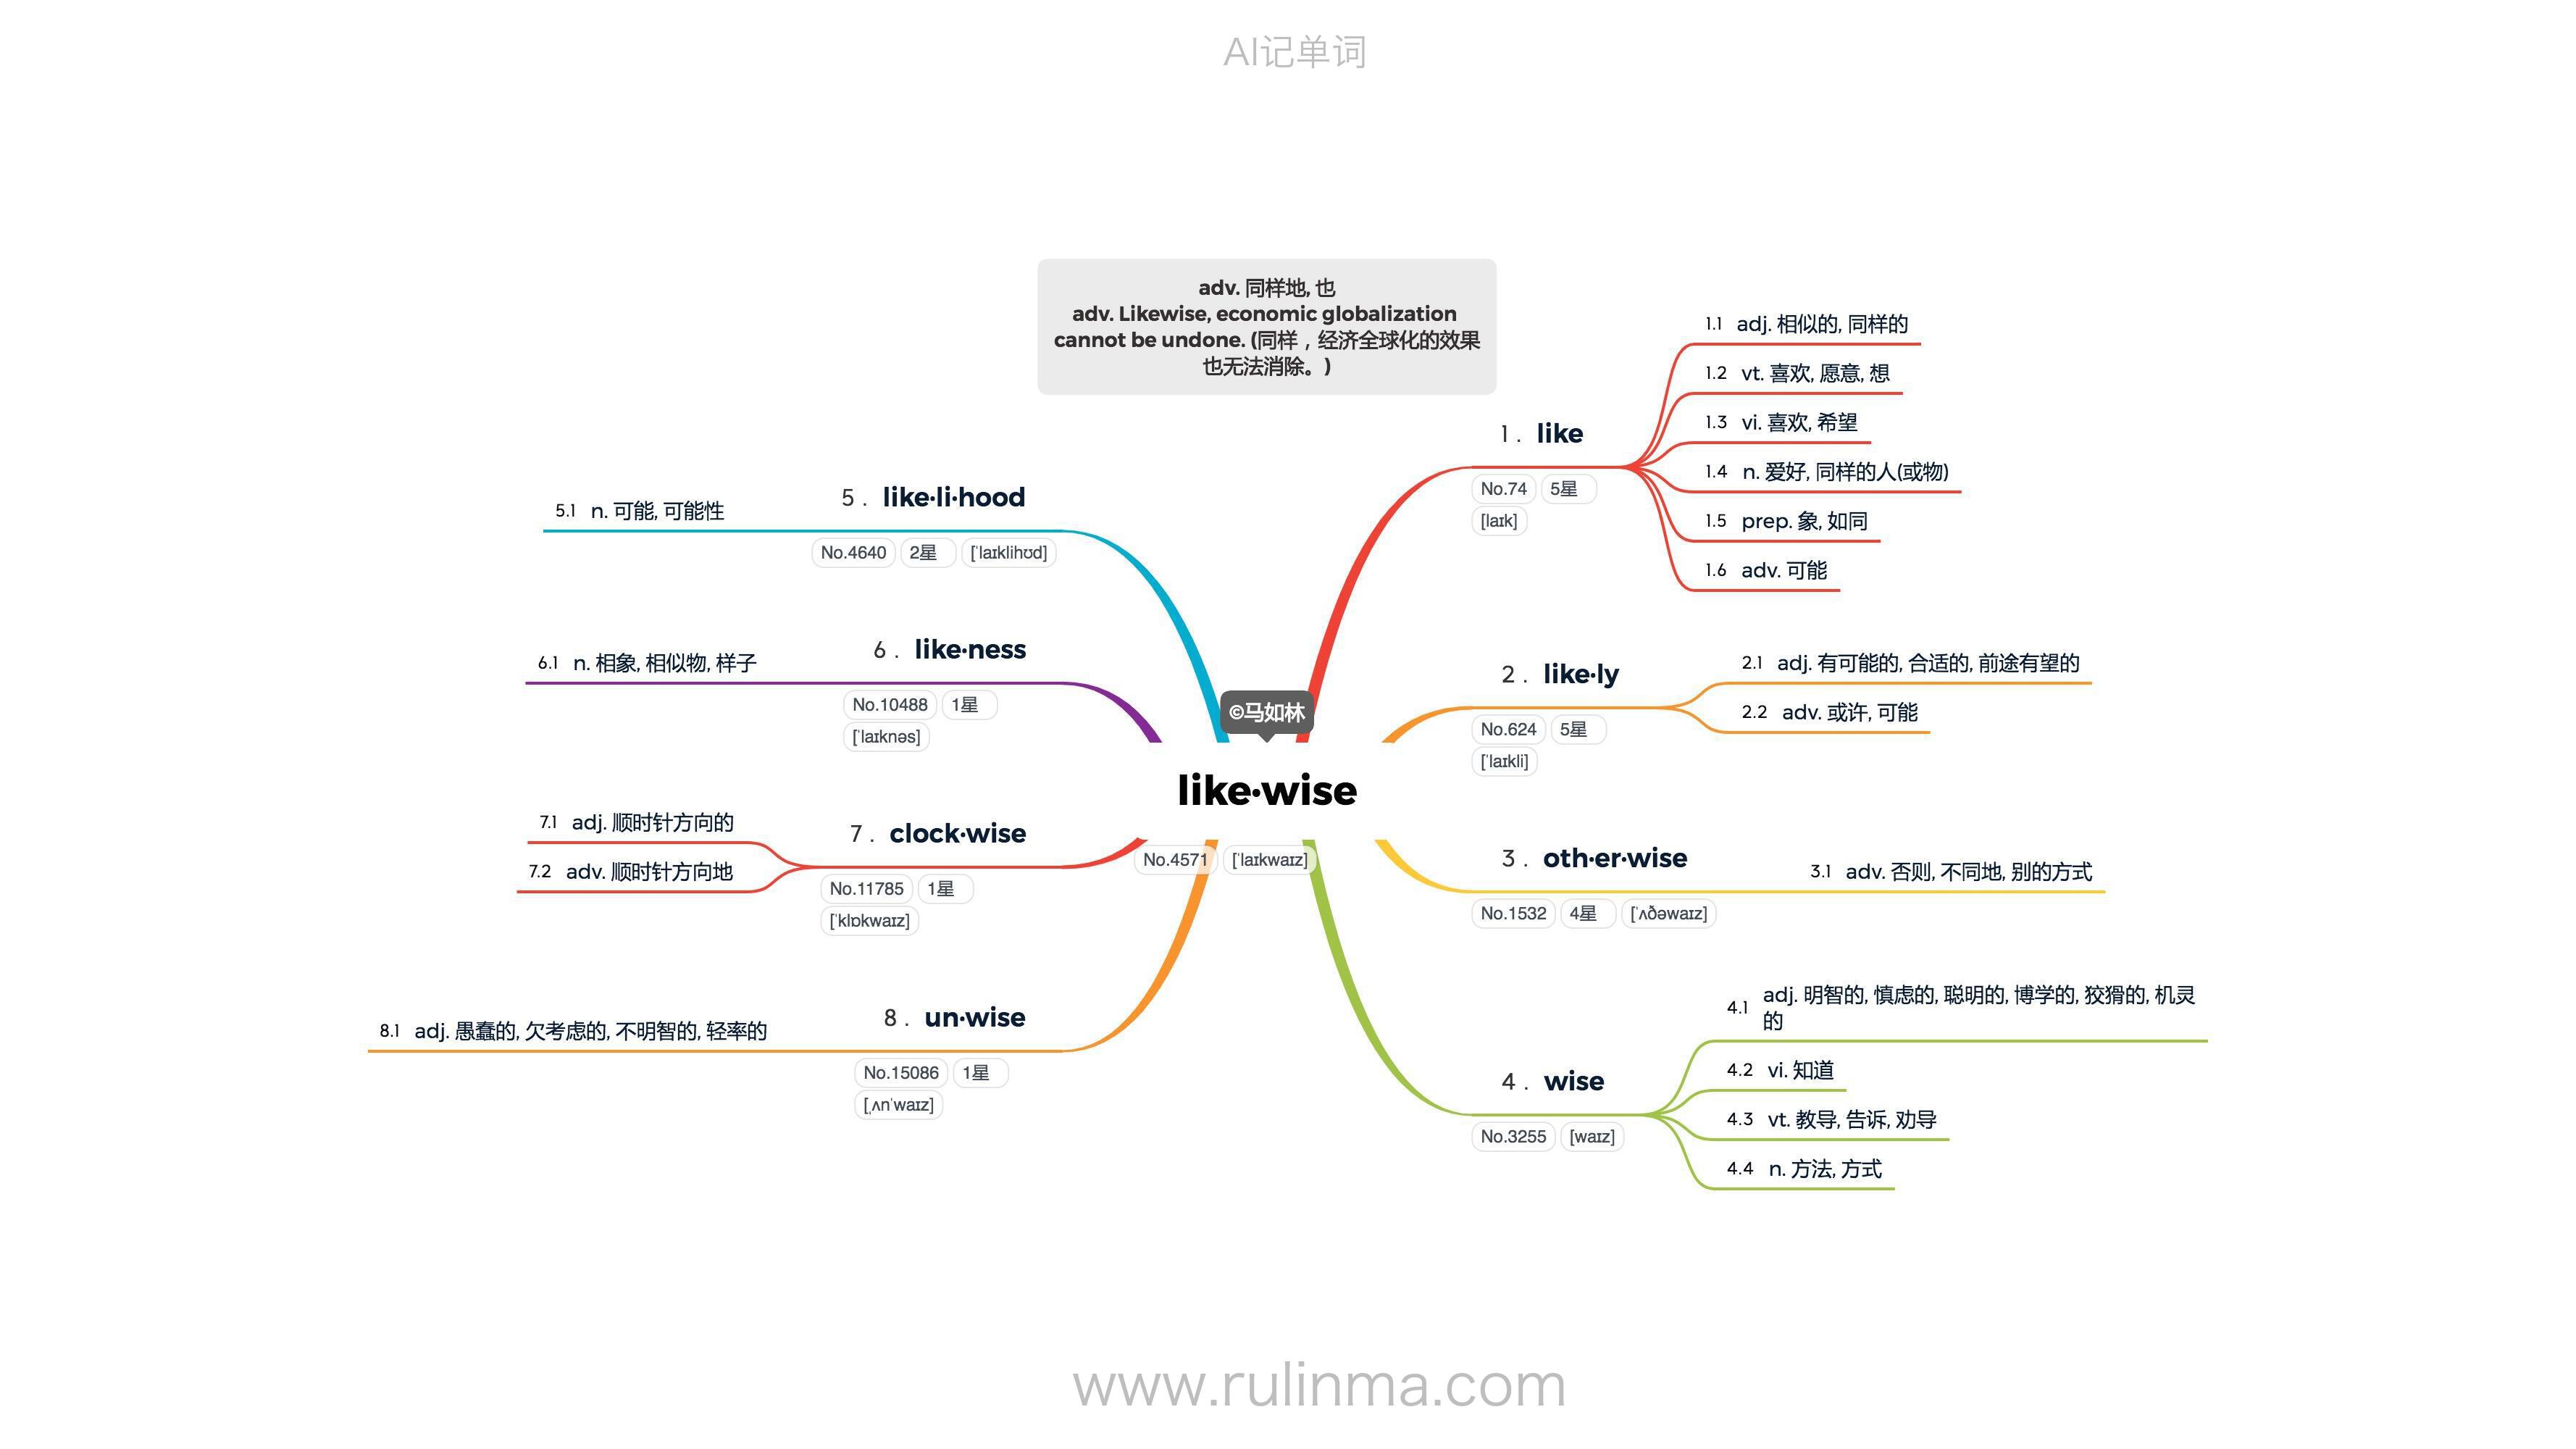 AI记单词
adv. 同样地, 也
adv. Likewise, economic globalization
cannot be undone. (同样，经济全球化的效果
也无法消除。)
©马如林
like·wise
No.4571 [ˈlaɪkwaɪz]
1 . like
No.74 5星
[laɪk]
1.1 adj. 相似的, 同样的
1.2 vt. 喜欢, 愿意, 想
1.3 vi. 喜欢, 希望
1.4 n. 爱好, 同样的人(或物)
1.5 prep. 象, 如同
1.6 adv. 可能
2 . like·ly
No.624 5星
[ˈlaɪkli]
2.1 adj. 有可能的, 合适的, 前途有望的
2.2 adv. 或许, 可能
3 . oth·er·wise
No.1532 4星 [ˈʌðəwaɪz]
3.1 adv. 否则, 不同地, 别的方式
4 . wise
No.3255 [waɪz]
4.1 adj. 明智的, 慎虑的, 聪明的, 博学的, 狡猾的, 机灵
的
4.2 vi. 知道
4.3 vt. 教导, 告诉, 劝导
4.4 n. 方法, 方式
5 . like·li·hood
No.4640 2星 [ˈlaɪklihʊd]
5.1 n. 可能, 可能性
6 . like·ness
No.10488 1星
[ˈlaɪknəs]
6.1 n. 相象, 相似物, 样子
7 . clock·wise
No.11785 1星
[ˈklɒkwaɪz]
7.1 adj. 顺时针方向的
7.2 adv. 顺时针方向地
8 . un·wise
No.15086 1星
[ˌʌnˈwaɪz]
8.1 adj. 愚蠢的, 欠考虑的, 不明智的, 轻率的
www.rulinma.com